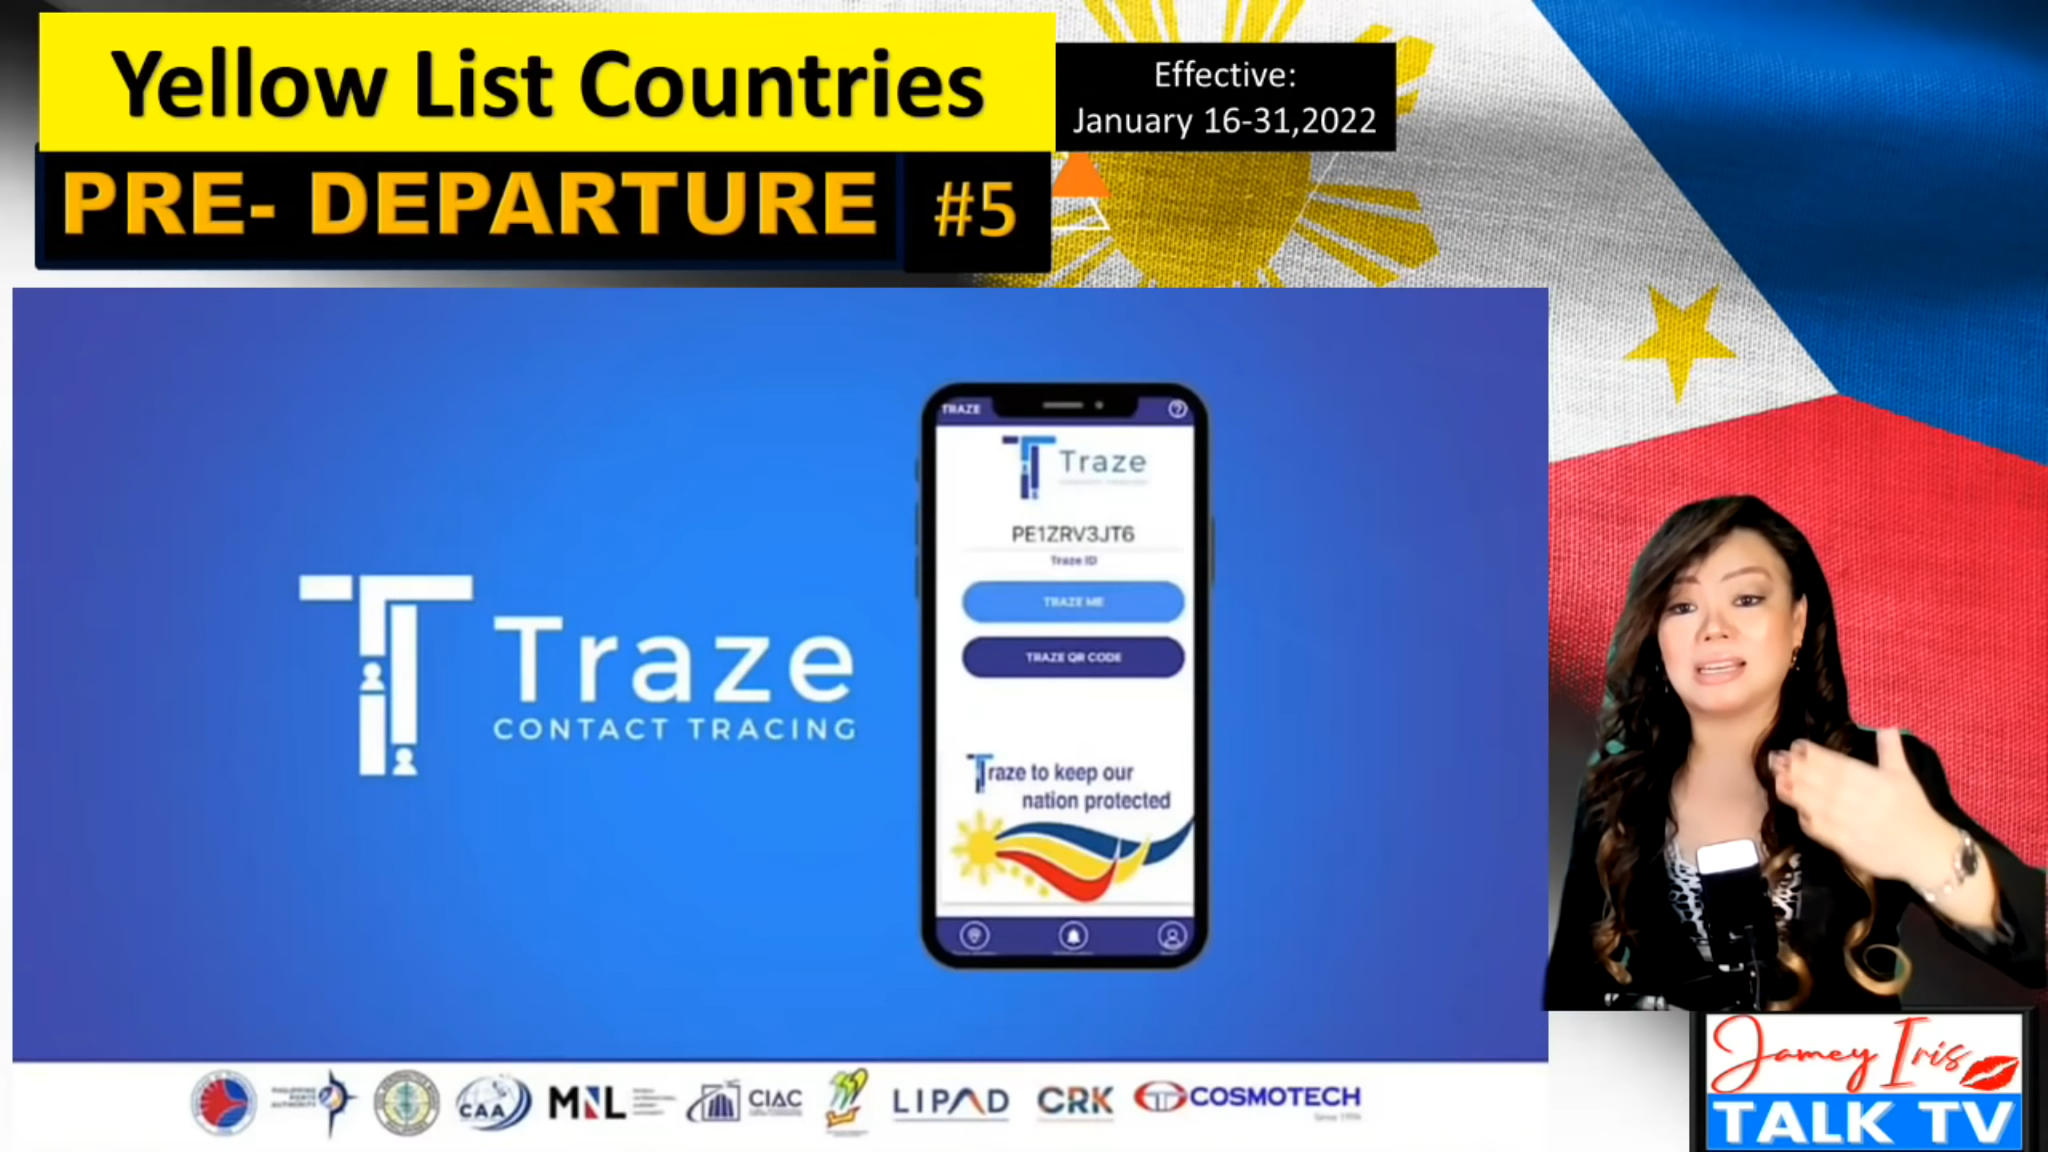 Yellow List Countries
Effective:
January 16-31,2022
PRE- DEPARTURE #5
TRAZE
Traze
PE1ZRV3JT6
Traze ID
TRAZE ME
TRAZE QR CODE
Traze
CONTACT TRACING
Traze to keep our
nation protected
CAA MNL CIAC LIPAD CRK COSMOTECH
Jamey Iris
TALK TV